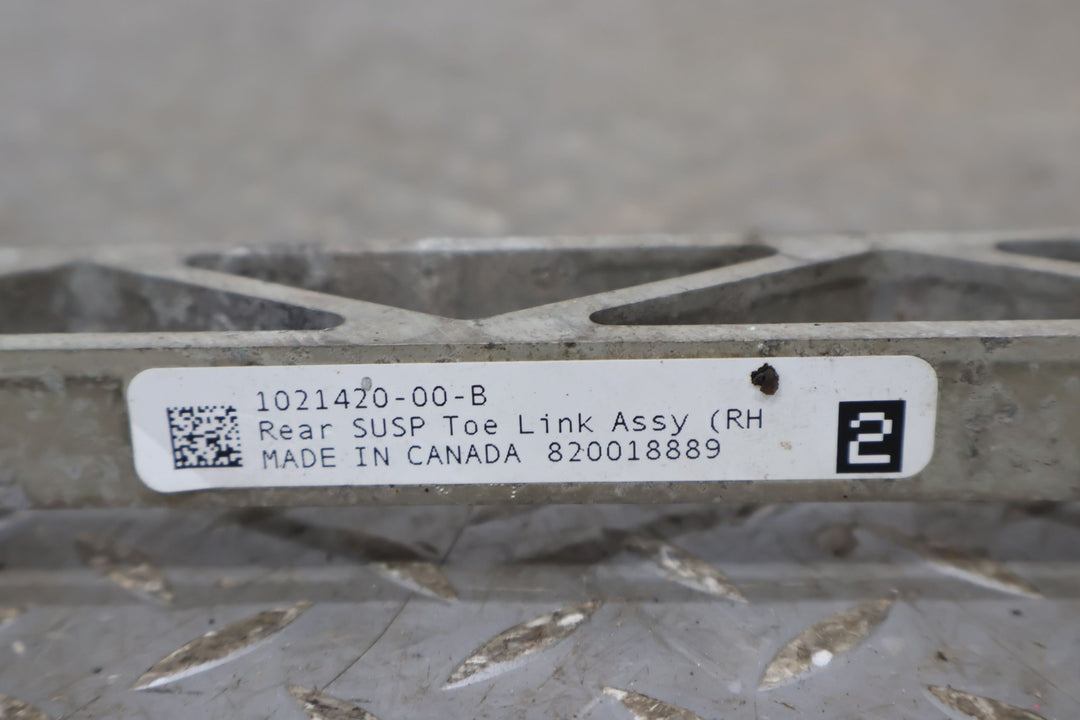 1021420-00-B
Rear SUSP Toe Link Assy (RH
MADE IN CANADA 820018889
2